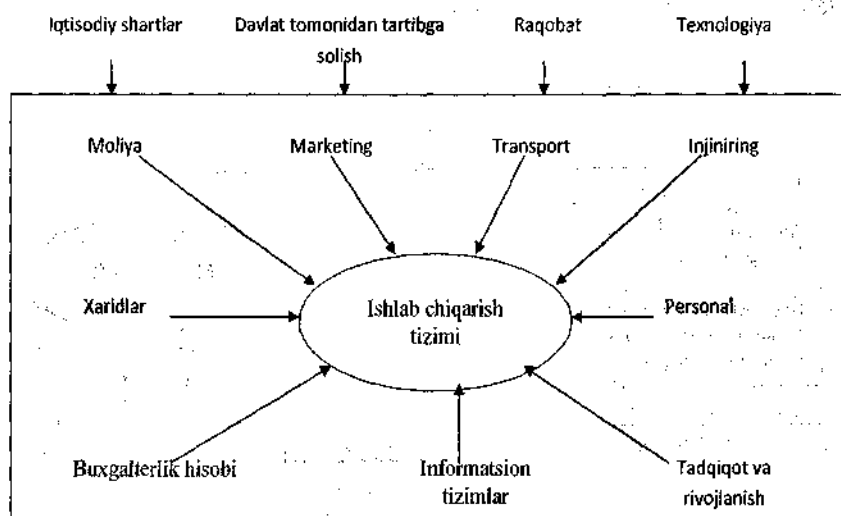 Iqtisodiy shartlar
Davlat tomonidan tartibga
solish
Raqobat
Texnologiya
Moliya
Marketing
Transport
Injiniring
Xaridlar
Ishlab chiqarish
tizimi
Personal
Buxgalterlik hisobi
Informatsion
tizimlar
Tadqiqot va
rivojlanish